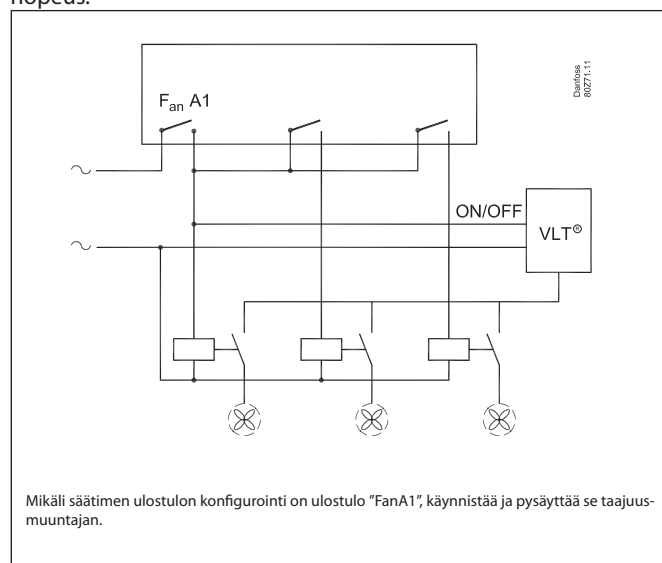 nopeus.
Danfoss
80Z71.11
Fan A1
ON/OFF
VLT®
Mikäli säätimen ulostulon konfigurointi on ulostulo ”FanA1”, käynnistää ja pysäyttää se taajuus-
muuntajan.